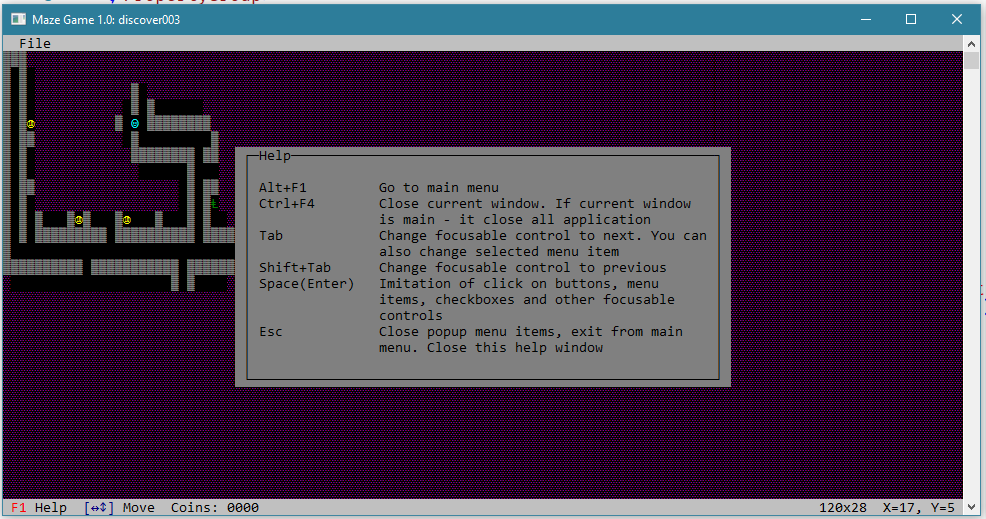 Maze Game 1.0: discover003
File
Help
Alt+F1 Go to main menu
Ctrl+F4 Close current window. If current window
is main - it close all application
Tab Change focusable control to next. You can
also change selected menu item
Shift+Tab Change focusable control to previous
Space(Enter) Imitation of click on buttons, menu
items, checkboxes and other focusable
controls
Esc Close popup menu items, exit from main
menu. Close this help window
F1 Help [↔↕] Move Coins: 0000 120x28 X=17, Y=5